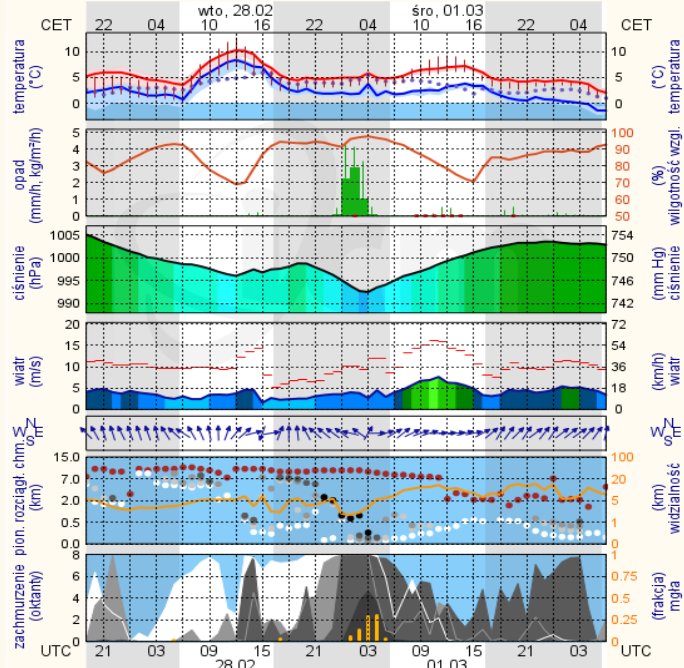 wto, 28.02 śro, 01.03
CET 22 04 10 16 22 04 10 16 22 04 CET
temperatura (°C) 10 5 0 10 5 0 temperatura (°C)
opad (mm/h, kg/m²/h) 5 4 3 2 1 0 100 90 80 70 60 50 (%) wilgotność wzgl.
ciśnienie (hPa) 1005 1000 995 990 754 750 746 742 (mm Hg) ciśnienie
wiatr (m/s) 20 15 10 5 0 72 54 36 18 0 (km/h) wiatr
N W E S N W E S
pion. rozciągł. chm. (km) 15.0 7.0 2.0 0.5 0.0 100 20 5 1 0 (km) widzialność
zachmurzenie (oktanty) 8 6 4 2 0 1 0.75 0.5 0.25 0 (frakcja) mgła
UTC 21 03 09 15 21 03 09 15 21 03 UTC
28.02 01.03